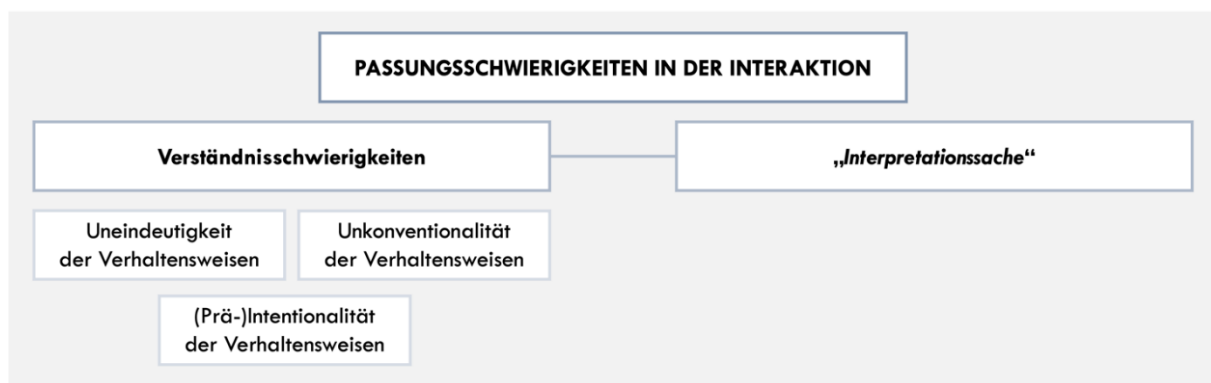 PASSUNGSSCHWIERIGKEITEN IN DER INTERAKTION
Verständnisschwierigkeiten
„Interpretationssache“
Uneindeutigkeit
der Verhaltensweisen
Unkonventionalität
der Verhaltensweisen
(Prä-)Intentionalität
der Verhaltensweisen